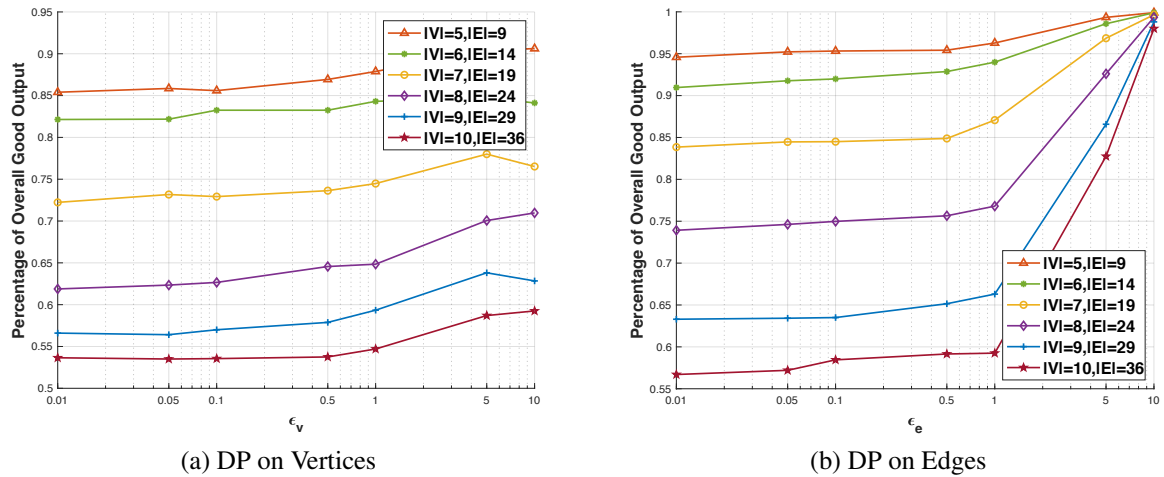 0.95
0.9
0.85
0.8
0.75
0.7
0.65
0.6
0.55
0.5
Percentage of Overall Good Output
|V|=5,|E|=9
|V|=6,|E|=14
|V|=7,|E|=19
|V|=8,|E|=24
|V|=9,|E|=29
|V|=10,|E|=36
0.01 0.05 0.1 0.5 1 5 10
ϵv
(a) DP on Vertices
1
0.95
0.9
0.85
0.8
0.75
0.7
0.65
0.6
0.55
Percentage of Overall Good Output
|V|=5,|E|=9
|V|=6,|E|=14
|V|=7,|E|=19
|V|=8,|E|=24
|V|=9,|E|=29
|V|=10,|E|=36
0.01 0.05 0.1 0.5 1 5 10
ϵe
(b) DP on Edges